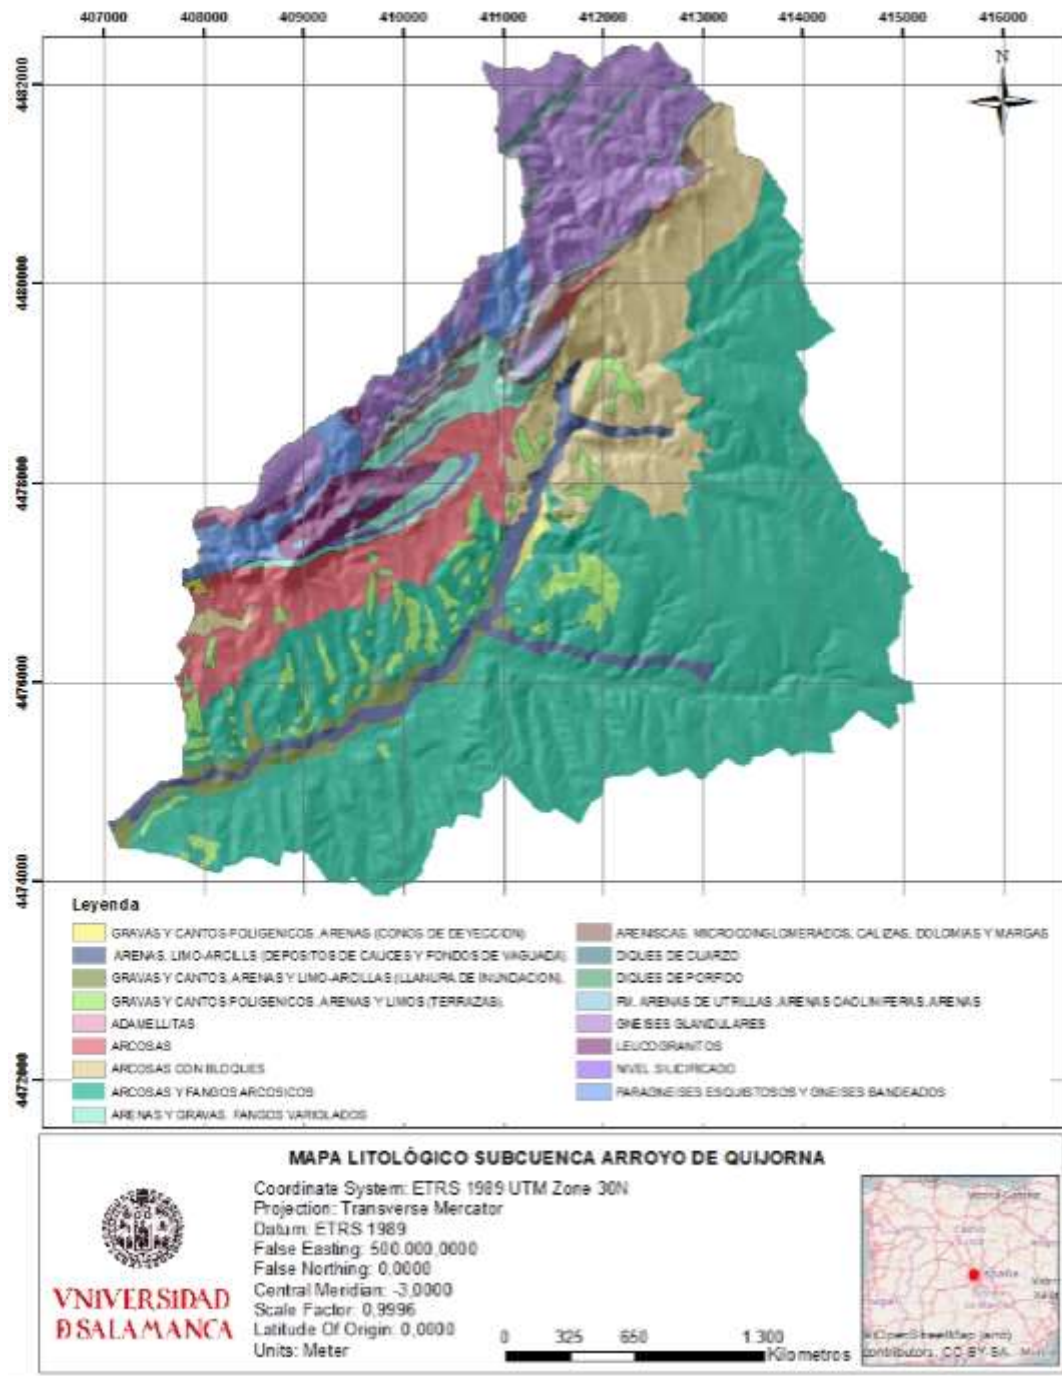 407000 408000 409000 410000 411000 412000 413000 414000 415000 416000
N
4482000
4480000
4478000
4476000
4474000
4472000
Leyenda
GRAVAS Y CANTOS POLIGENICOS, ARENAS (CONOS DE DEYECCION)
ARENAS, LIMO-ARCILLS (DEPOSITOS DE CAUCES Y FONDOS DE VAGUADA)
GRAVAS Y CANTOS, ARENAS Y LIMO-ARCILLAS (LLANURA DE INUNDACION),
GRAVAS Y CANTOS POLIGENICOS, ARENAS Y LIMOS (TERRAZAS).
ADAMELLITAS
ARCOSAS
ARCOSAS CON BLOQUES
ARCOSAS Y FANGOS ARCOSICOS
ARENAS Y GRAVAS, FANGOS VARIOLADOS
ARENISCAS, MICROCONGLOMERADOS, CALIZAS, DOLOMIAS Y MARGAS
DIQUES DE CUARZO
DIQUES DE PORFIDO
FM. ARENAS DE UTRILLAS, ARENAS CAOLINIFERAS, ARENAS
GNEISES GLANDULARES
LEUCOGRANITOS
NIVEL SILICIFICADO
PARAGNEISES ESQUISTOSOS Y GNEISES BANDEADOS
MAPA LITOLÓGICO SUBCUENCA ARROYO DE QUIJORNA
Coordinate System: ETRS 1989 UTM Zone 30N
Projection: Transverse Mercator
Datum: ETRS 1989
False Easting: 500.000,0000
False Northing: 0,0000
Central Meridian: -3,0000
Scale Factor: 0,9996
Latitude Of Origin: 0,0000
Units: Meter
VNIVERSIDAD
D SALAMANCA
0 325 650 1.300
Kilometros
España
OpenStreetMap (and)
contributors, CC-BY-SA